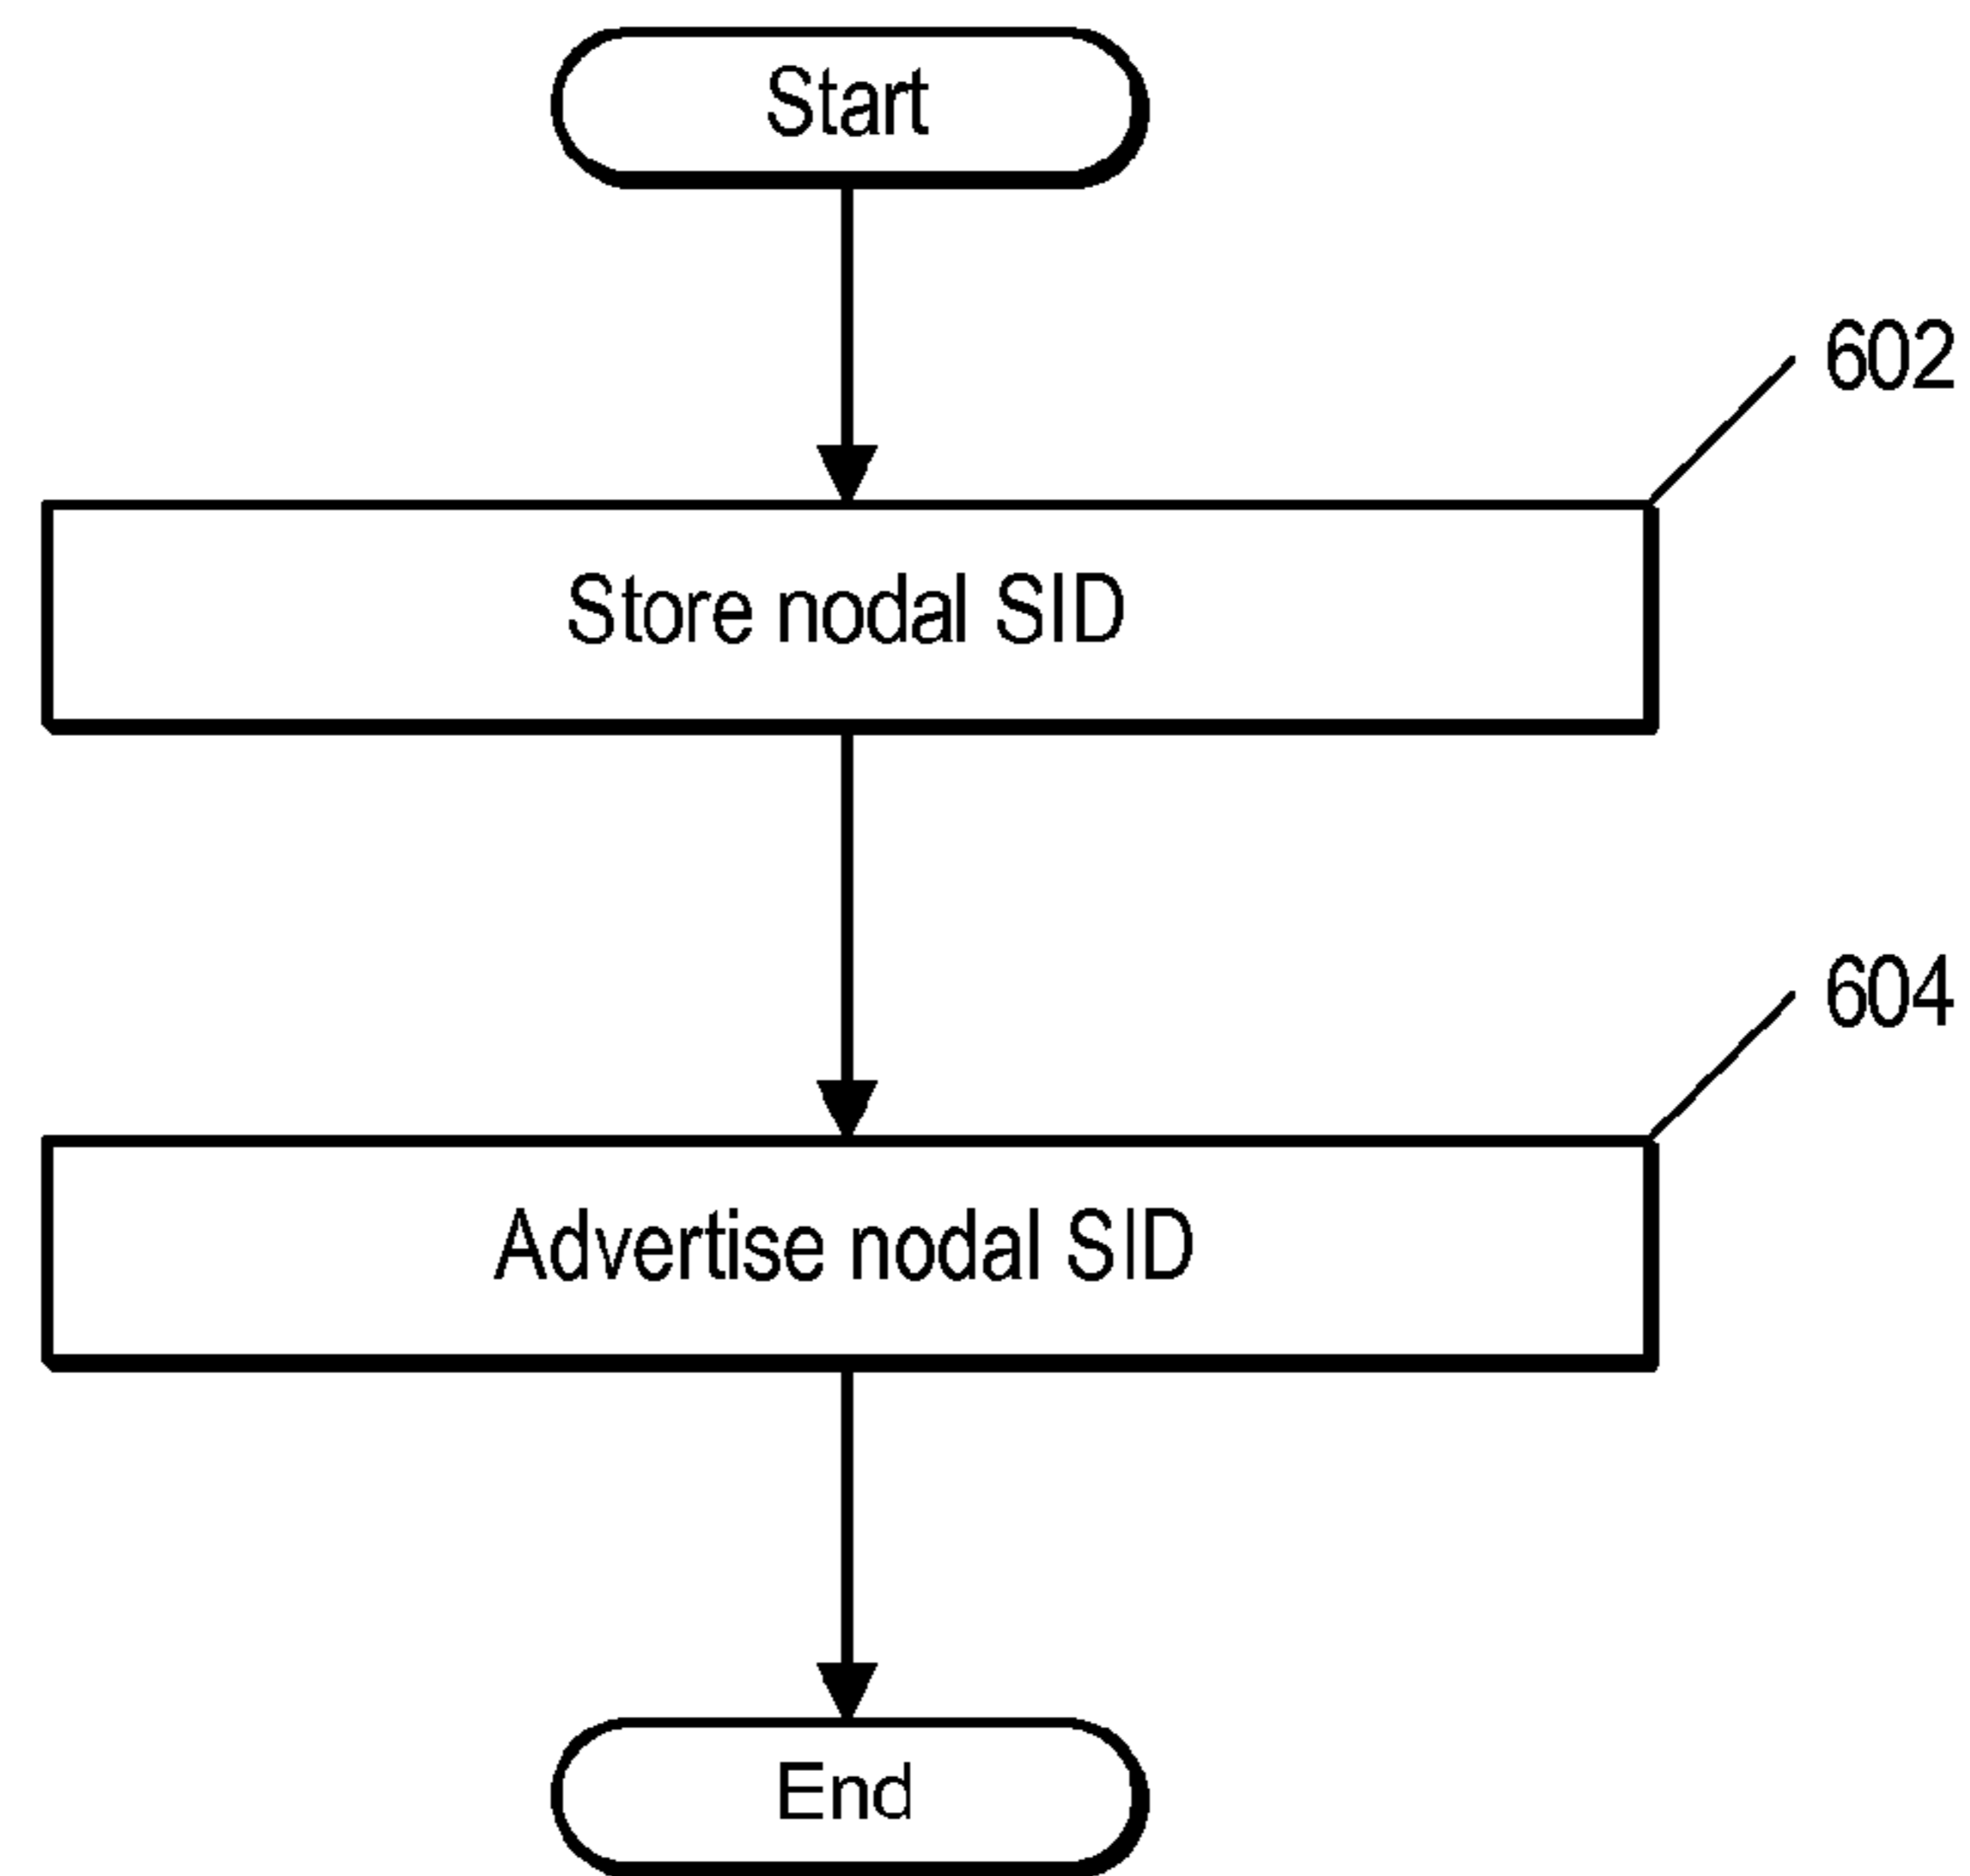 Start
602
Store nodal SID
604
Advertise nodal SID
End